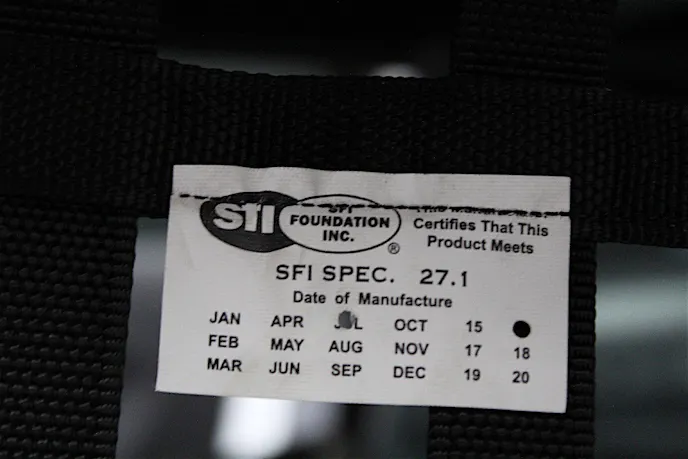 SFI
SFI
FOUNDATION
INC.
®
Certifies That This
Product Meets
SFI SPEC. 27.1
Date of Manufacture
JAN APR OCT 15
FEB MAY AUG NOV 17 18
MAR JUN SEP DEC 19 20